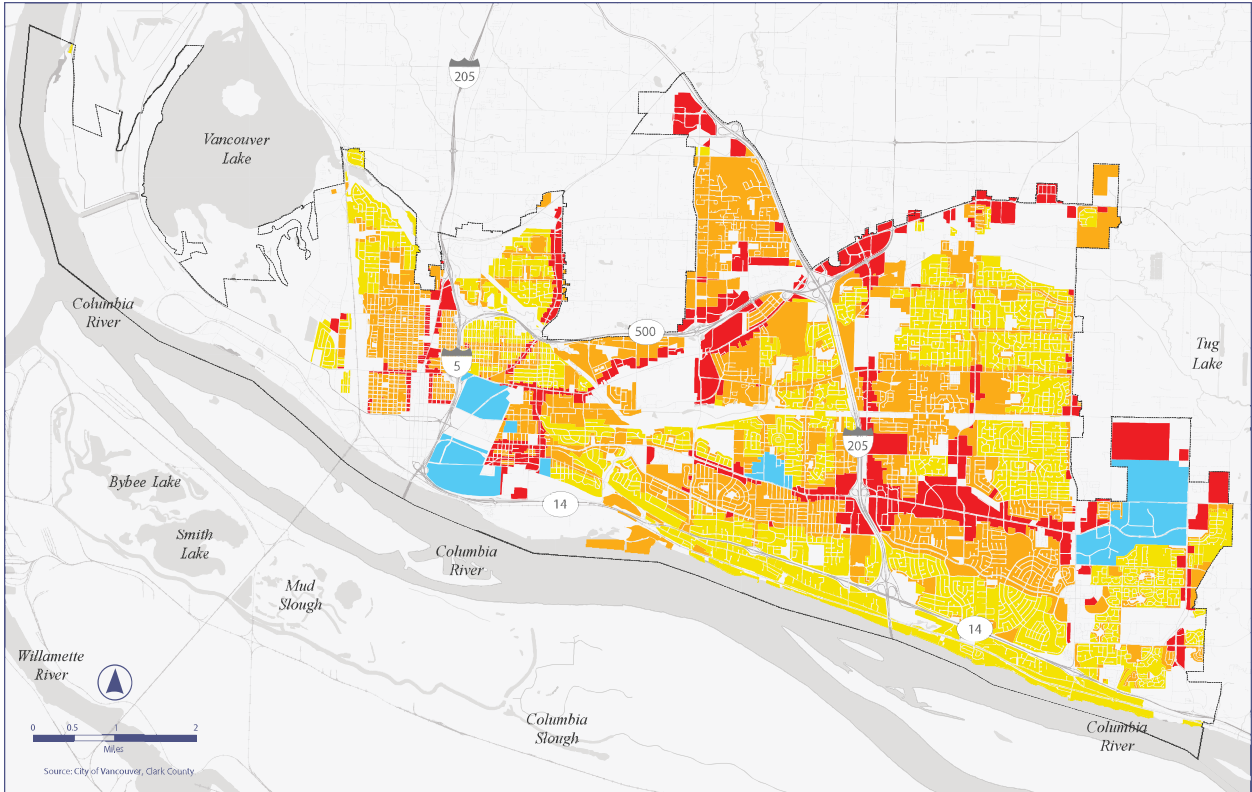 205
Vancouver
Lake
Columbia
River
500
Tug
Lake
5
205
Bybee Lake
14
Smith
Lake
Columbia
River
Mud
Slough
14
Willamette
River
Columbia
Slough
Columbia
River
0 0.5 1 2
Miles
Source: City of Vancouver, Clark County